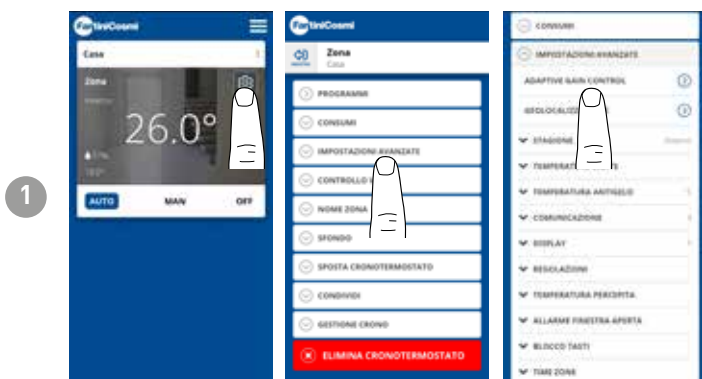 1
FantiniCosmi
Casa
Zona
26.0°
AUTO MAN OFF
FantiniCosmi
Zona
Casa
PROGRAMMI
CONSUMI
IMPOSTAZIONI AVANZATE
CONTROLLO
NOME ZONA
SFONDO
SPOSTA CRONOTERMOSTATO
CONDIVIDI
GESTIONE CRONO
ELIMINA CRONOTERMOSTATO
CONSUMI
IMPOSTAZIONI AVANZATE
ADAPTIVE GAIN CONTROL
STAGIONE
TEMPERATURA ANTIGELO
COMUNICAZIONE
DISPLAY
REGOLAZIONI
TEMPERATURA PERCEPITA
ALLARME FINESTRA APERTA
BLOCCO TASTI
TIME ZONE